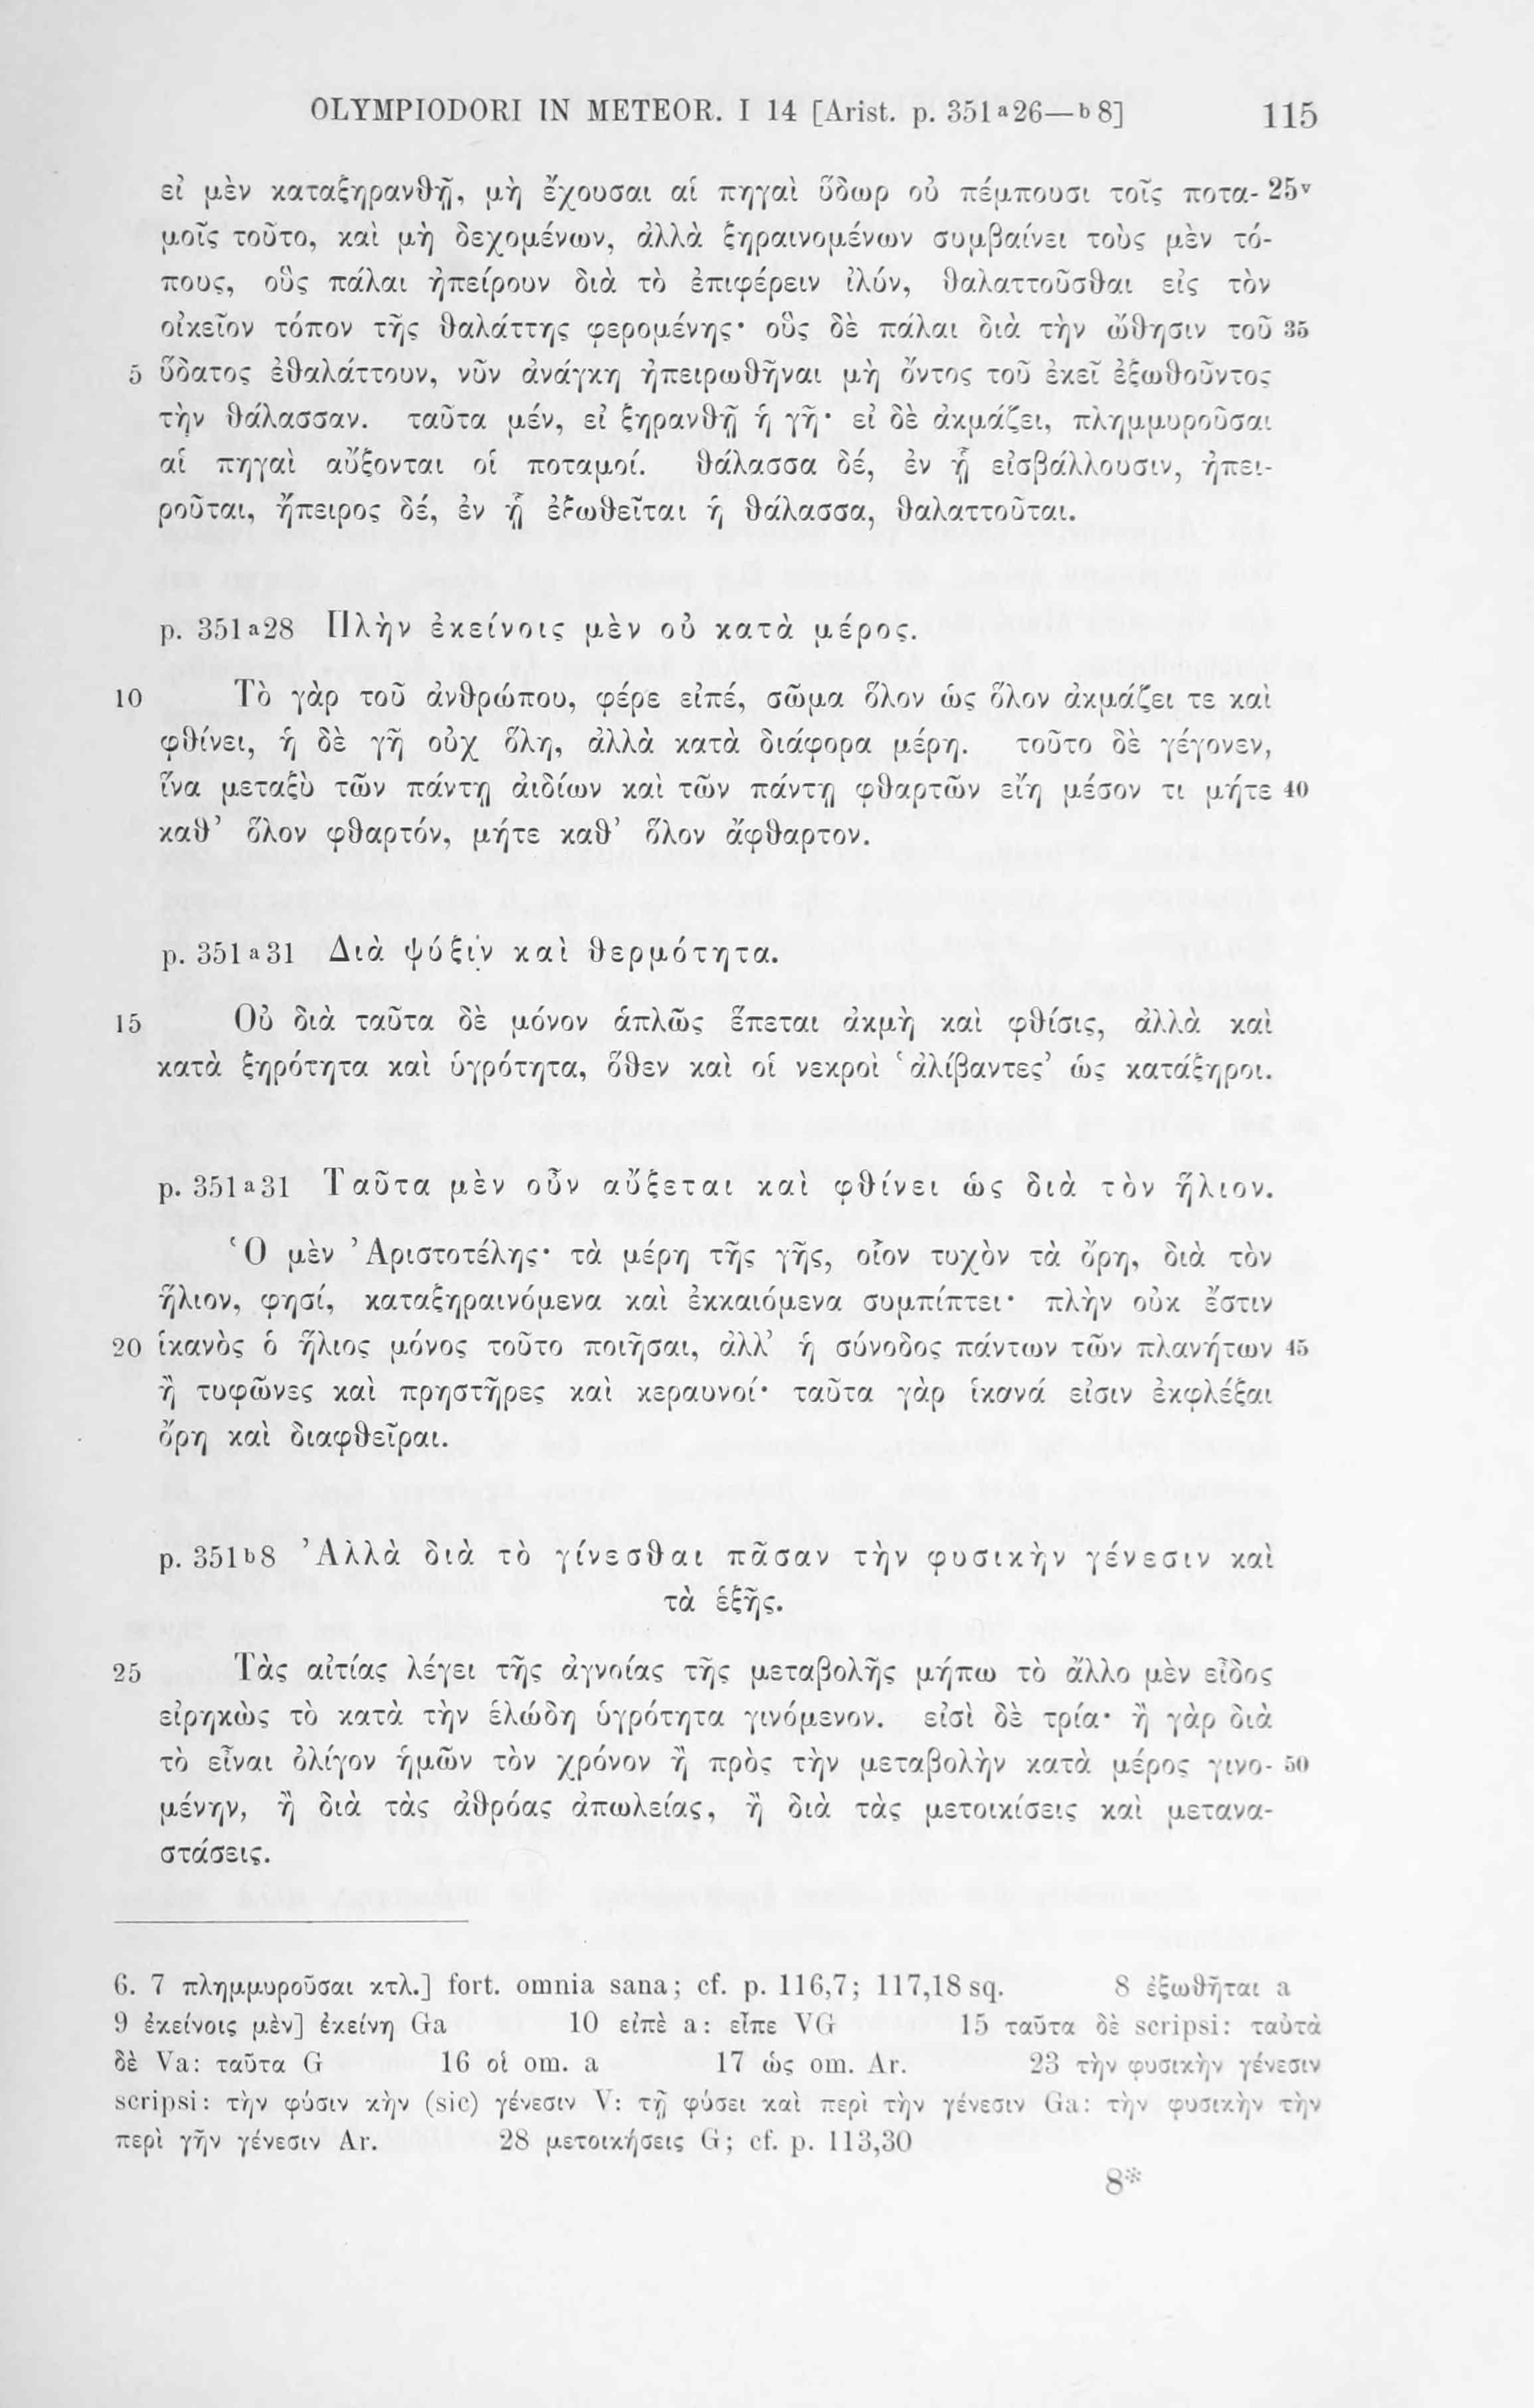 OLYMPIODORI IN METEOR. I 14 [Arist. p. 351a26—b8] 115
εἰ μὲν καταξηρανθῇ, μὴ ἔχουσαι αἱ πηγαὶ ὕδωρ οὐ πέμπουσι τοῖς ποτα- 25v
μοῖς τοῦτο, καὶ μὴ δεχομένων, ἀλλὰ ξηραινομένων συμβαίνει τοὺς μὲν τό-
πους, οὓς πάλαι ἠπείρουν διὰ τὸ ἐπιφέρειν ἰλύν, θαλαττοῦσθαι εἰς τὸν
οἰκεῖον τόπον τῆς θαλάττης φερομένης· οὓς δὲ πάλαι διὰ τὴν ὤθησιν τοῦ 35
5 ὕδατος ἐθαλάττουν, νῦν ἀνάγκη ἠπειρωθῆναι μὴ ὄντος τοῦ ἐκεῖ ἐξωθοῦντος
τὴν θάλασσαν. ταῦτα μέν, εἰ ξηρανθῇ ἡ γῆ· εἰ δὲ ἀκμάζει, πλημμυροῦσαι
αἱ πηγαὶ αὔξονται οἱ ποταμοί. θάλασσα δέ, ἐν ᾗ εἰσβάλλουσιν, ἠπει-
ροῦται, ἤπειρος δέ, ἐν ᾗ ἐξωθεῖται ἡ θάλασσα, θαλαττοῦται.
p. 351a28 Πλὴν ἐκείνοις μὲν οὐ κατὰ μέρος.
10 Τὸ γὰρ τοῦ ἀνθρώπου, φέρε εἰπέ, σῶμα ὅλον ὡς ὅλον ἀκμάζει τε καὶ
φθίνει, ἡ δὲ γῆ οὐχ ὅλη, ἀλλὰ κατὰ διάφορα μέρη. τοῦτο δὲ γέγονεν,
ἵνα μεταξὺ τῶν πάντῃ ἀιδίων καὶ τῶν πάντῃ φθαρτῶν εἴη μέσον τι μήτε 40
καθ’ ὅλον φθαρτόν, μήτε καθ’ ὅλον ἄφθαρτον.
p. 351a31 Διὰ ψύξιν καὶ θερμότητα.
15 Οὐ διὰ ταῦτα δὲ μόνον ἁπλῶς ἕπεται ἀκμὴ καὶ φθίσις, ἀλλὰ καὶ
κατὰ ξηρότητα καὶ ὑγρότητα, ὅθεν καὶ οἱ νεκροὶ ‘ἀλίβαντες’ ὡς κατάξηροι.
p. 351a31 Ταῦτα μὲν οὖν αὔξεται καὶ φθίνει ὡς διὰ τὸν ἥλιον.
Ὁ μὲν Ἀριστοτέλης· τὰ μέρη τῆς γῆς, οἷον τυχὸν τὰ ὄρη, διὰ τὸν
ἥλιον, φησί, καταξηραινόμενα καὶ ἐκκαιόμενα συμπίπτει· πλὴν οὐκ ἔστιν
20 ἱκανὸς ὁ ἥλιος μόνος τοῦτο ποιῆσαι, ἀλλ’ ἡ σύνοδος πάντων τῶν πλανήτων 45
ἢ τυφῶνες καὶ πρηστῆρες καὶ κεραυνοί· ταῦτα γὰρ ἱκανά εἰσιν ἐκφλέξαι
ὄρη καὶ διαφθεῖραι.
p. 351b8 Ἀλλὰ διὰ τὸ γίνεσθαι πᾶσαν τὴν φυσικὴν γένεσιν καὶ
τὰ ἑξῆς.
25 Τὰς αἰτίας λέγει τῆς ἀγνοίας τῆς μεταβολῆς μήπω τὸ ἄλλο μὲν εἶδος
εἰρηκὼς τὸ κατὰ τὴν ἑλώδη ὑγρότητα γινόμενον. εἰσὶ δὲ τρία· ἢ γὰρ διὰ
τὸ εἶναι ὀλίγον ἡμῶν τὸν χρόνον ἢ πρὸς τὴν μεταβολὴν κατὰ μέρος γινο- 50
μένην, ἢ διὰ τὰς ἀθρόας ἀπωλείας, ἢ διὰ τὰς μετοικίσεις καὶ μετανα-
στάσεις.
6. 7 πλημμυροῦσαι κτλ.] fort. omnia sana; cf. p. 116,7; 117,18 sq. 8 ἐξωθῆται a
9 ἐκείνοις μὲν] ἐκείνη Ga 10 εἰπὲ a: εἶπε VG 15 ταῦτα δὲ scripsi: ταὐτὰ
δὲ Va: ταῦτα G 16 οἱ om. a 17 ὡς om. Ar. 23 τὴν φυσικὴν γένεσιν
scripsi: τὴν φύσιν κὴν (sic) γένεσιν V: τῇ φύσει καὶ περὶ τὴν γένεσιν Ga: τὴν φυσικὴν τὴν
περὶ γῆν γένεσιν Ar. 28 μετοικήσεις G; cf. p. 113,30
8*